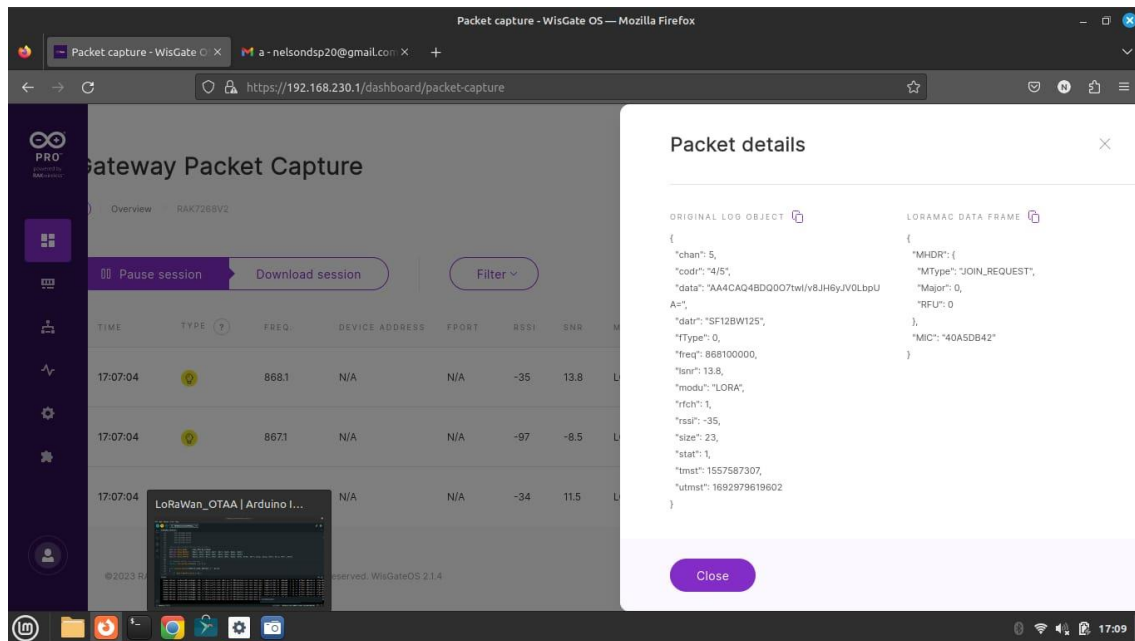 Packet capture - WisGate OS — Mozilla Firefox
Packet capture - WisGate O
a - nelsondsp20@gmail.com
https://192.168.230.1/dashboard/packet-capture
N
PRO
Gateway Packet Capture
Overview
RAK7268V2
Pause session
Download session
Filter
TIME TYPE ? FREQ. DEVICE ADDRESS FPORT RSSI SNR M
17:07:04 868.1 N/A N/A -35 13.8 L
17:07:04 867.1 N/A N/A -97 -8.5 L
17:07:04 N/A N/A -34 11.5 L
LoRaWan_OTAA | Arduino I...
©2023 RA
eserved. WisGateOS 2.1.4
Packet details
ORIGINAL LOG OBJECT
{
"chan": 5,
"codr": "4/5",
"data": "AA4CAQ4BDQ0O7twI/v8JH6yJV0LbpU
A=",
"datr": "SF12BW125",
"fType": 0,
"freq": 868100000,
"lsnr": 13.8,
"modu": "LORA",
"rfch": 1,
"rssi": -35,
"size": 23,
"stat": 1,
"tmst": 1557587307,
"utmst": 1692979619602
}
LORAMAC DATA FRAME
{
"MHDR": {
"MType": "JOIN_REQUEST",
"Major": 0,
"RFU": 0
},
"MIC": "40A5DB42"
}
Close
17:09